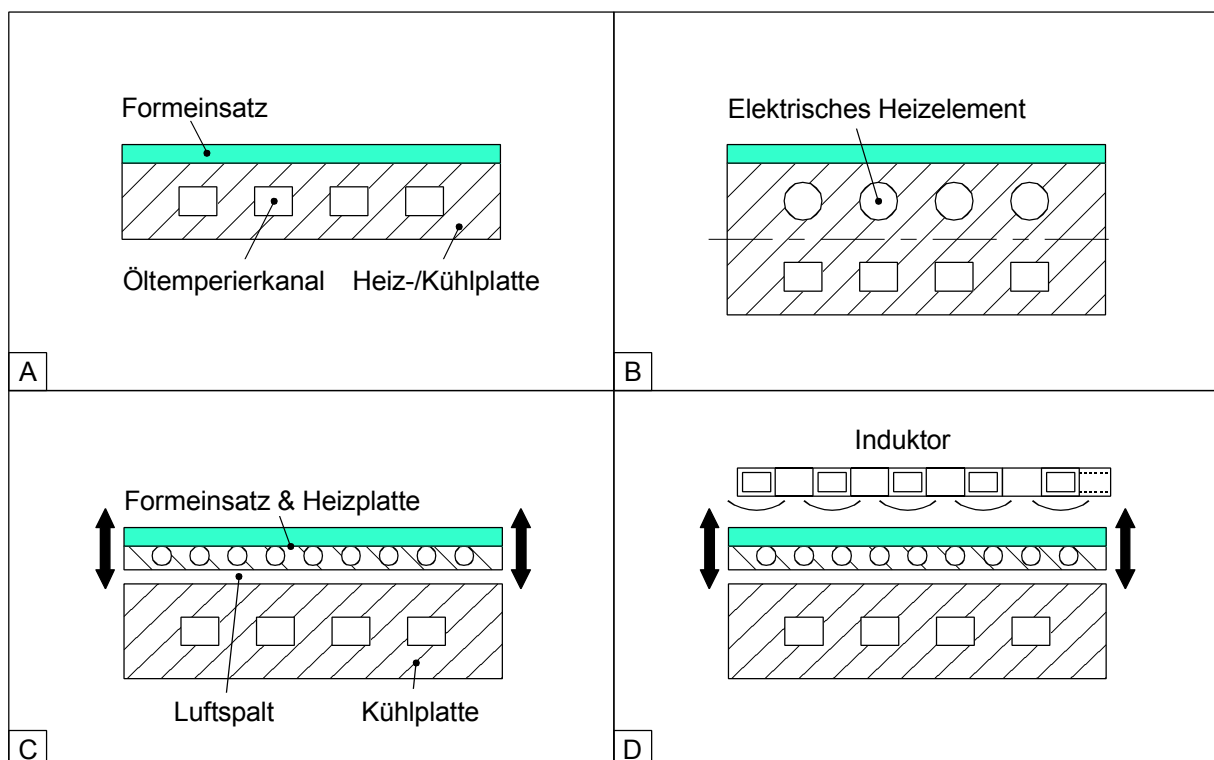 Formeinsatz
Öltemperierkanal
Heiz-/Kühlplatte
A
Elektrisches Heizelement
B
Formeinsatz & Heizplatte
Luftspalt
Kühlplatte
C
Induktor
D